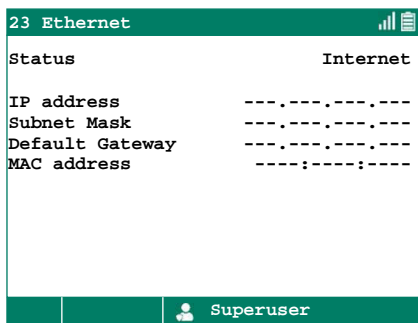 23 Ethernet
Status Internet
IP address ---.---.---.---
Subnet Mask ---.---.---.---
Default Gateway ---.---.---.---
MAC address ----:----:----
Superuser